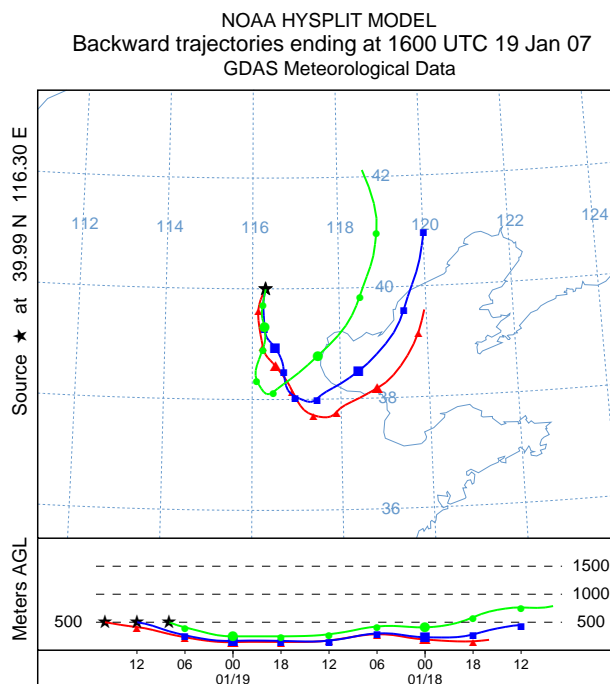 NOAA HYSPLIT MODEL
Backward trajectories ending at 1600 UTC 19 Jan 07
GDAS Meteorological Data
Source ★ at 39.99 N 116.30 E
112
114
116
118
120
122
124
42
40
38
36
Meters AGL
1500
1000
500
500
12 06 00 18 12 06 00 18 12
01/19 01/18